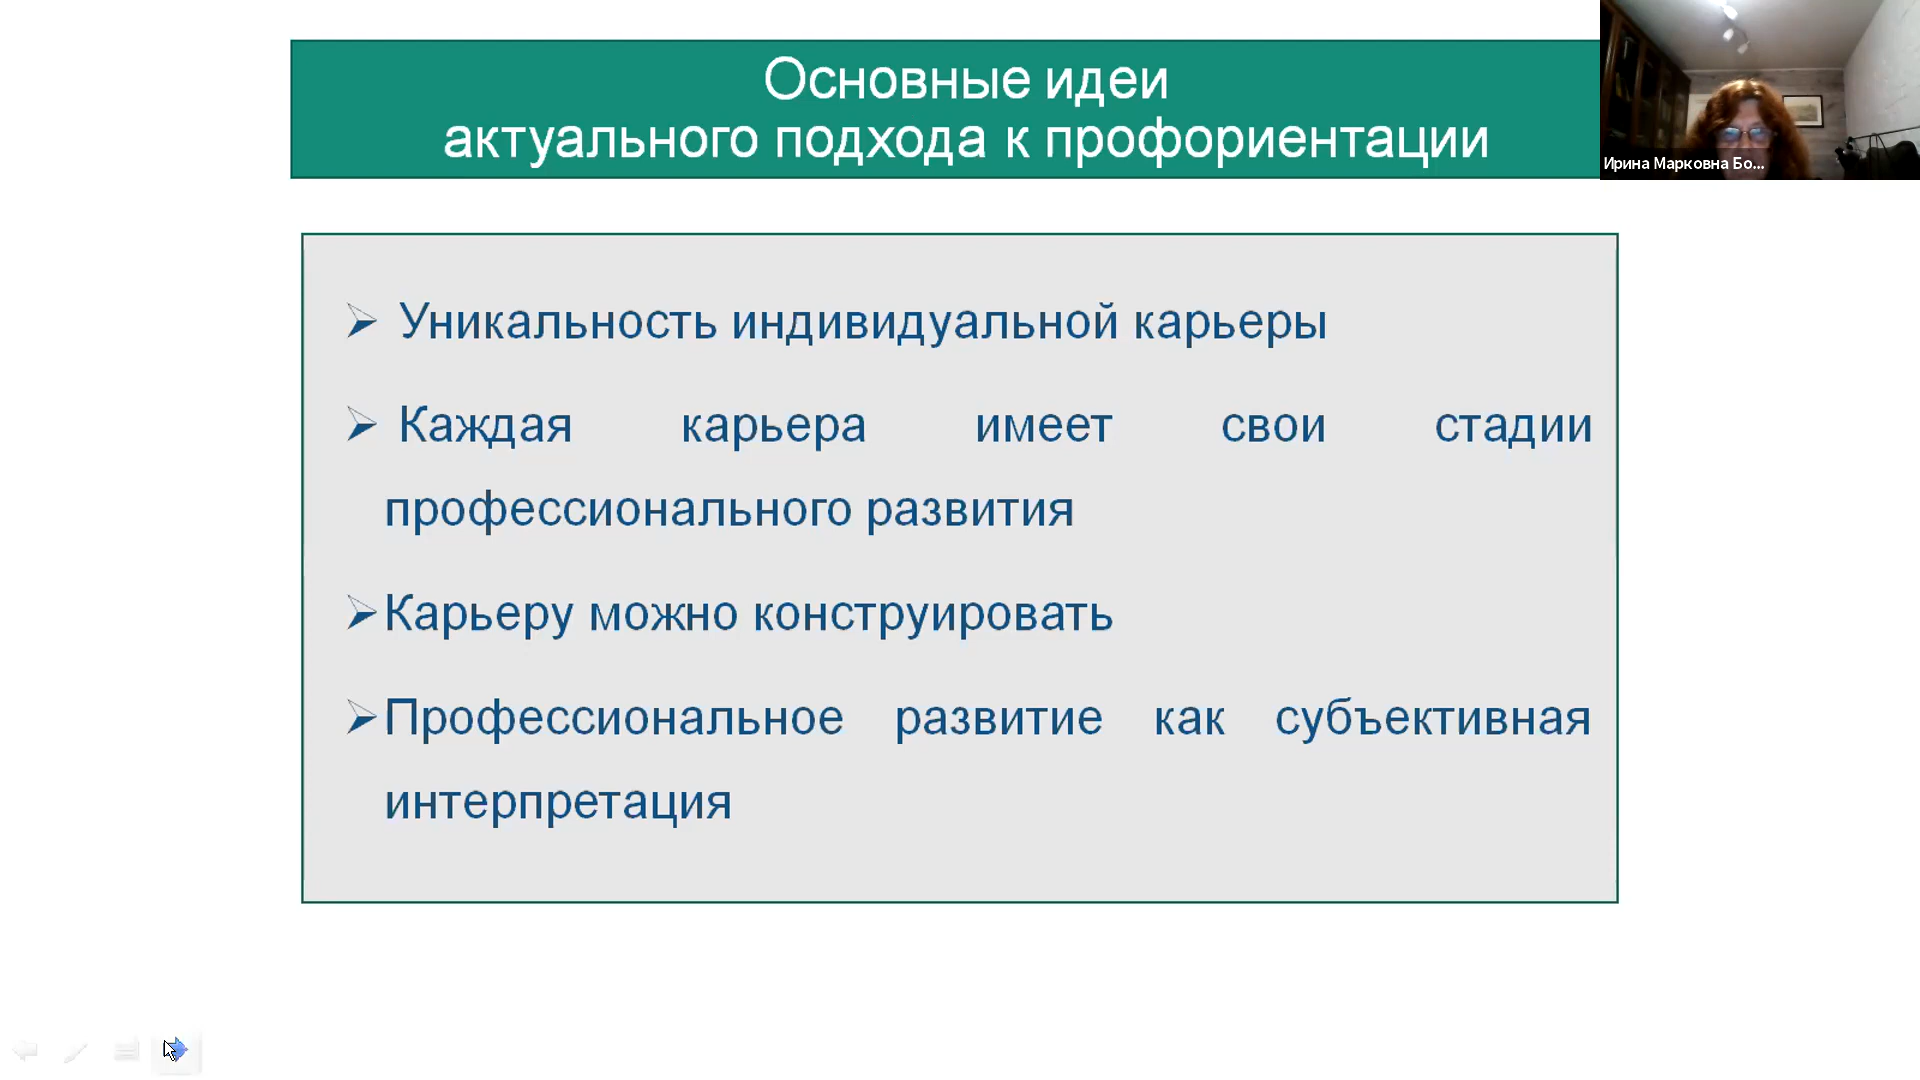 Основные идеи
актуального подхода к профориентации
Ирина Марковна Бо...
➢ Уникальность индивидуальной карьеры
➢ Каждая карьера имеет свои стадии
профессионального развития
➢ Карьеру можно конструировать
➢ Профессиональное развитие как субъективная
интерпретация